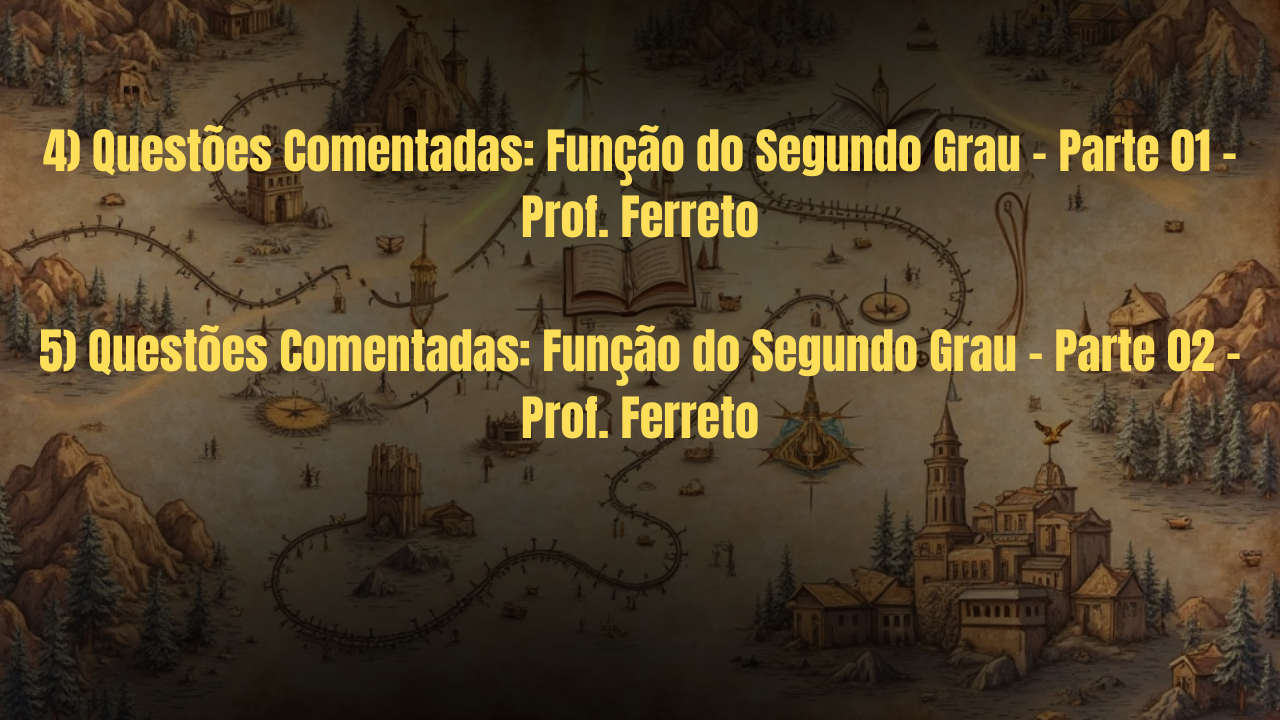 4) Questões Comentadas: Função do Segundo Grau - Parte 01 -
Prof. Ferreto
5) Questões Comentadas: Função do Segundo Grau - Parte 02 -
Prof. Ferreto